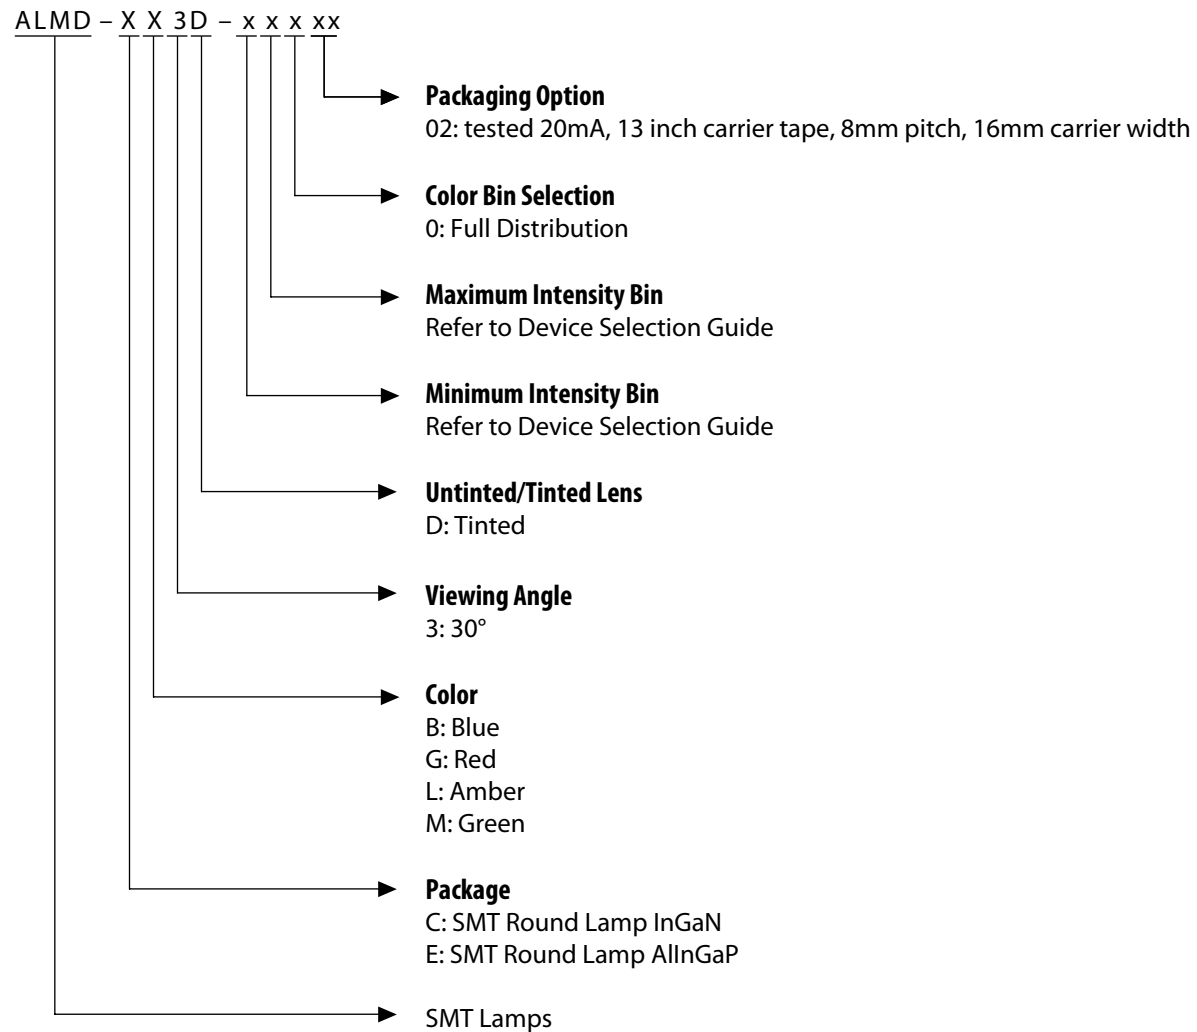 ALMD – X X 3D – x x x xx
Packaging Option
02: tested 20mA, 13 inch carrier tape, 8mm pitch, 16mm carrier width
Color Bin Selection
0: Full Distribution
Maximum Intensity Bin
Refer to Device Selection Guide
Minimum Intensity Bin
Refer to Device Selection Guide
Untinted/Tinted Lens
D: Tinted
Viewing Angle
3: 30°
Color
B: Blue
G: Red
L: Amber
M: Green
Package
C: SMT Round Lamp InGaN
E: SMT Round Lamp AlInGaP
SMT Lamps